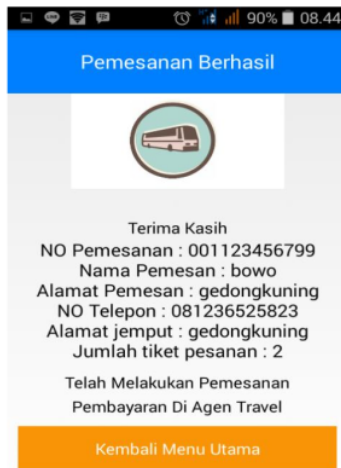 90% 08.44
Pemesanan Berhasil
Terima Kasih
NO Pemesanan : 001123456799
Nama Pemesan : bowo
Alamat Pemesan : gedongkuning
NO Telepon : 081236525823
Alamat jemput : gedongkuning
Jumlah tiket pesanan : 2
Telah Melakukan Pemesanan
Pembayaran Di Agen Travel
Kembali Menu Utama